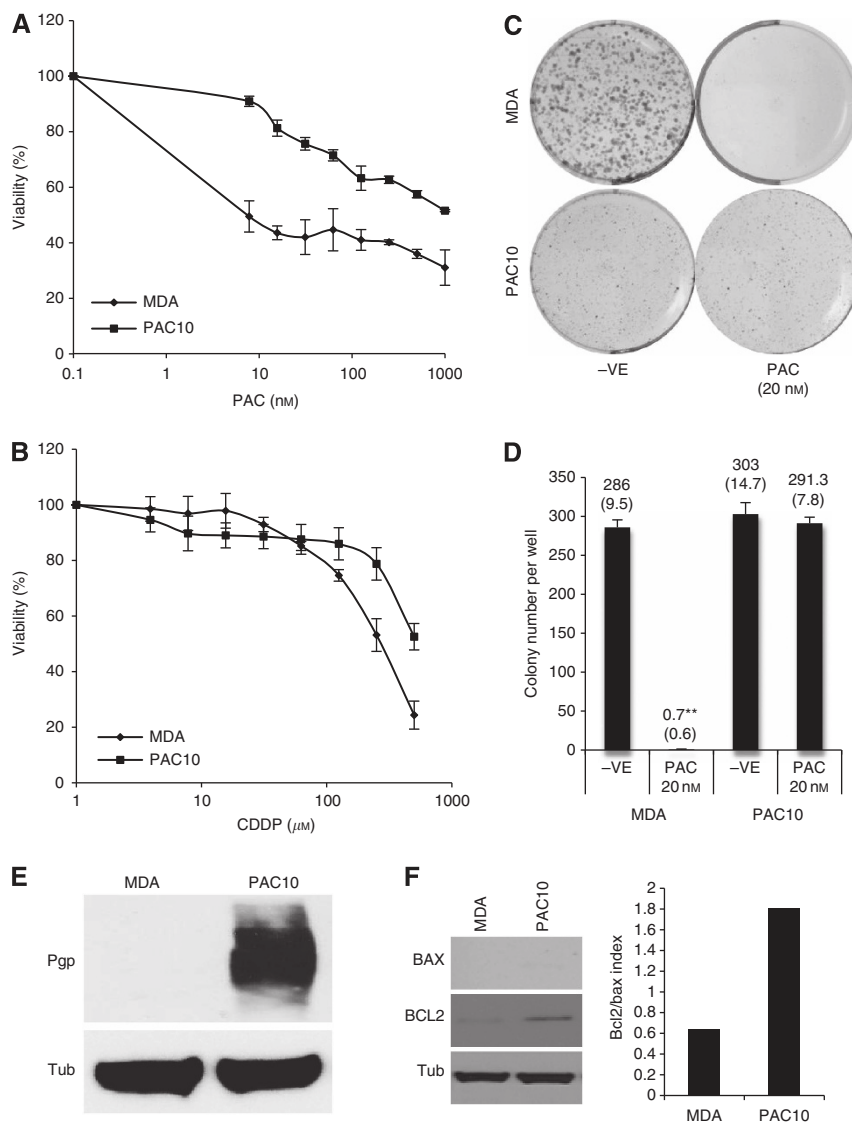 A
120
100
80
60
40
20
0
Viability (%)
MDA
PAC10
0.1 1 10 100 1000
PAC (nM)
B
120
100
80
60
40
20
0
Viability (%)
MDA
PAC10
1 10 100 1000
CDDP (μM)
C
MDA
PAC10
–VE PAC
(20 nM)
D
350
300
250
200
150
100
50
0
Colony number per well
286
(9.5)
0.7**
(0.6)
303
(14.7)
291.3
(7.8)
–VE PAC –VE PAC
20 nM 20 nM
MDA PAC10
E
MDA PAC10
Pgp
Tub
F
MDA PAC10
BAX
BCL2
Tub
2
1.8
1.6
1.4
1.2
1
0.8
0.6
0.4
0.2
0
Bcl2/bax index
MDA PAC10